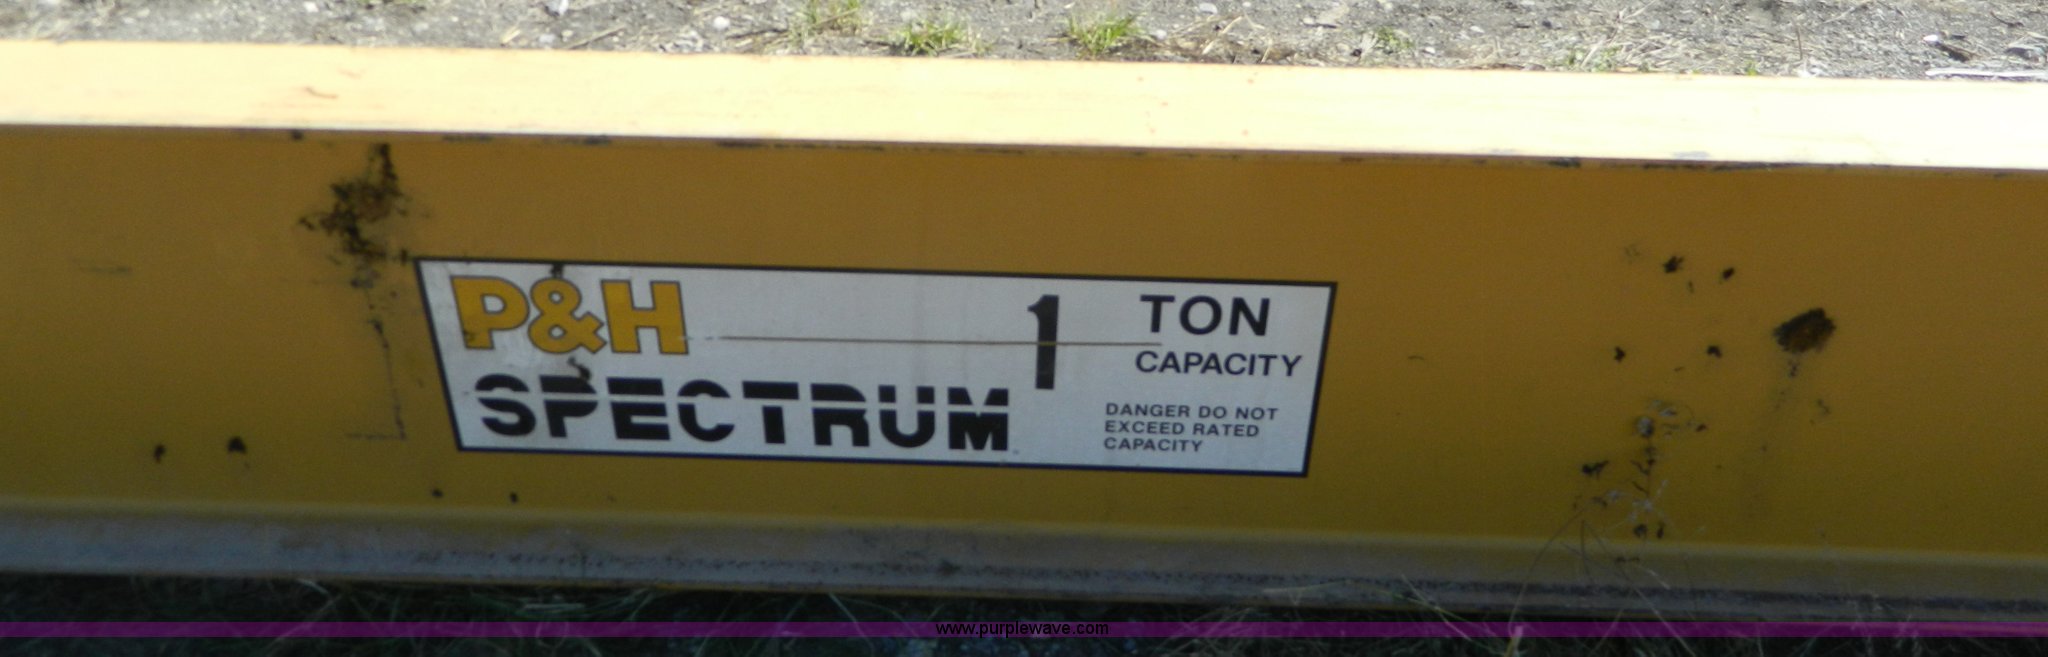 P&H
SPECTRUM
1
TON
CAPACITY
DANGER DO NOT
EXCEED RATED
CAPACITY
www.purplewave.com